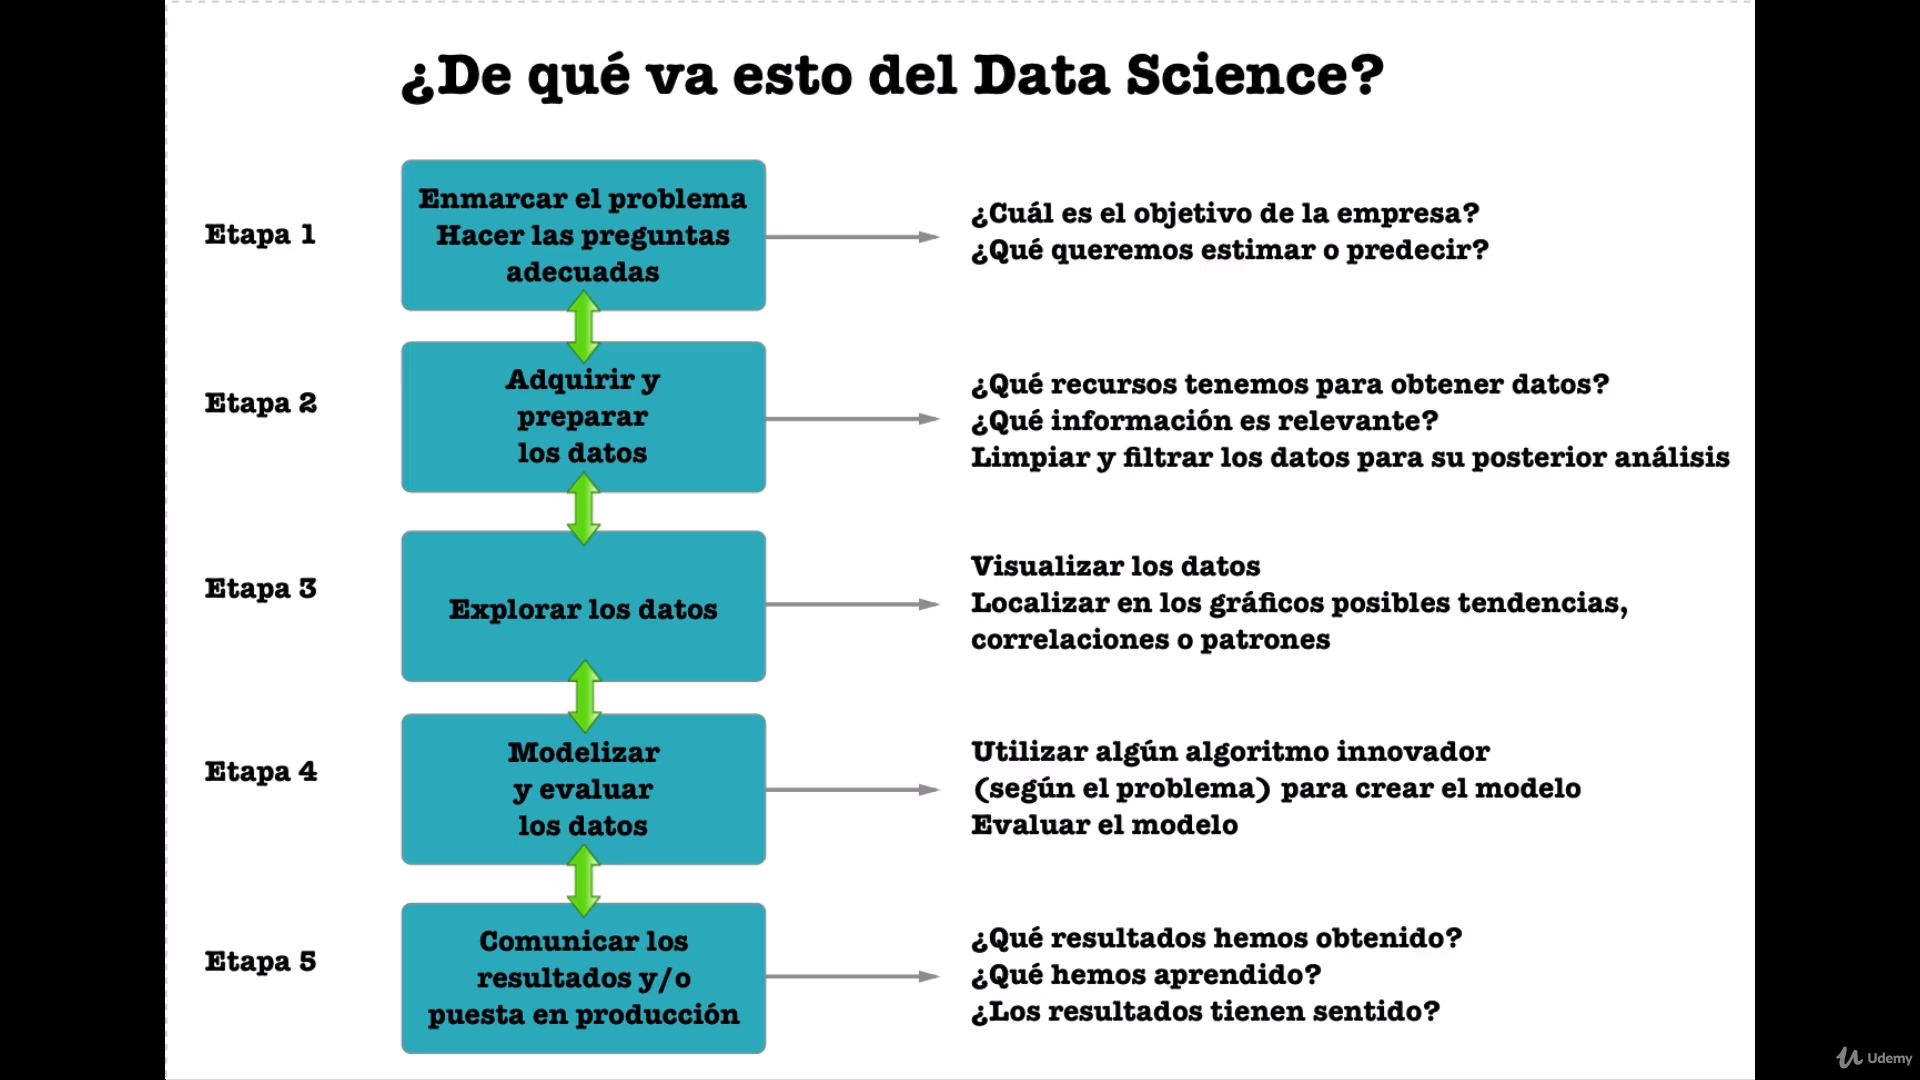 ¿De qué va esto del Data Science?
Etapa 1
Enmarcar el problema
Hacer las preguntas
adecuadas
¿Cuál es el objetivo de la empresa?
¿Qué queremos estimar o predecir?
Etapa 2
Adquirir y
preparar
los datos
¿Qué recursos tenemos para obtener datos?
¿Qué información es relevante?
Limpiar y filtrar los datos para su posterior análisis
Etapa 3
Explorar los datos
Visualizar los datos
Localizar en los gráficos posibles tendencias,
correlaciones o patrones
Etapa 4
Modelizar
y evaluar
los datos
Utilizar algún algoritmo innovador
(según el problema) para crear el modelo
Evaluar el modelo
Etapa 5
Comunicar los
resultados y/o
puesta en producción
¿Qué resultados hemos obtenido?
¿Qué hemos aprendido?
¿Los resultados tienen sentido?
Udemy